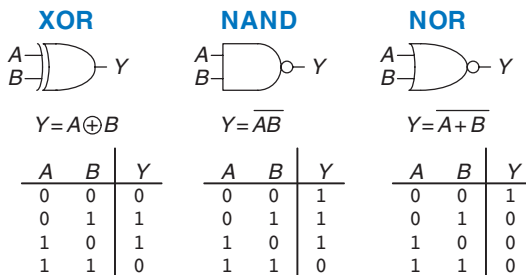 XOR NAND NOR
A Y A Y A Y
B B B
Y = A ⊕ B Y = \overline{AB} Y = \overline{A + B}
A B Y A B Y A B Y
0 0 0 0 0 1 0 0 1
0 1 1 0 1 1 0 1 0
1 0 1 1 0 1 1 0 0
1 1 0 1 1 0 1 1 0